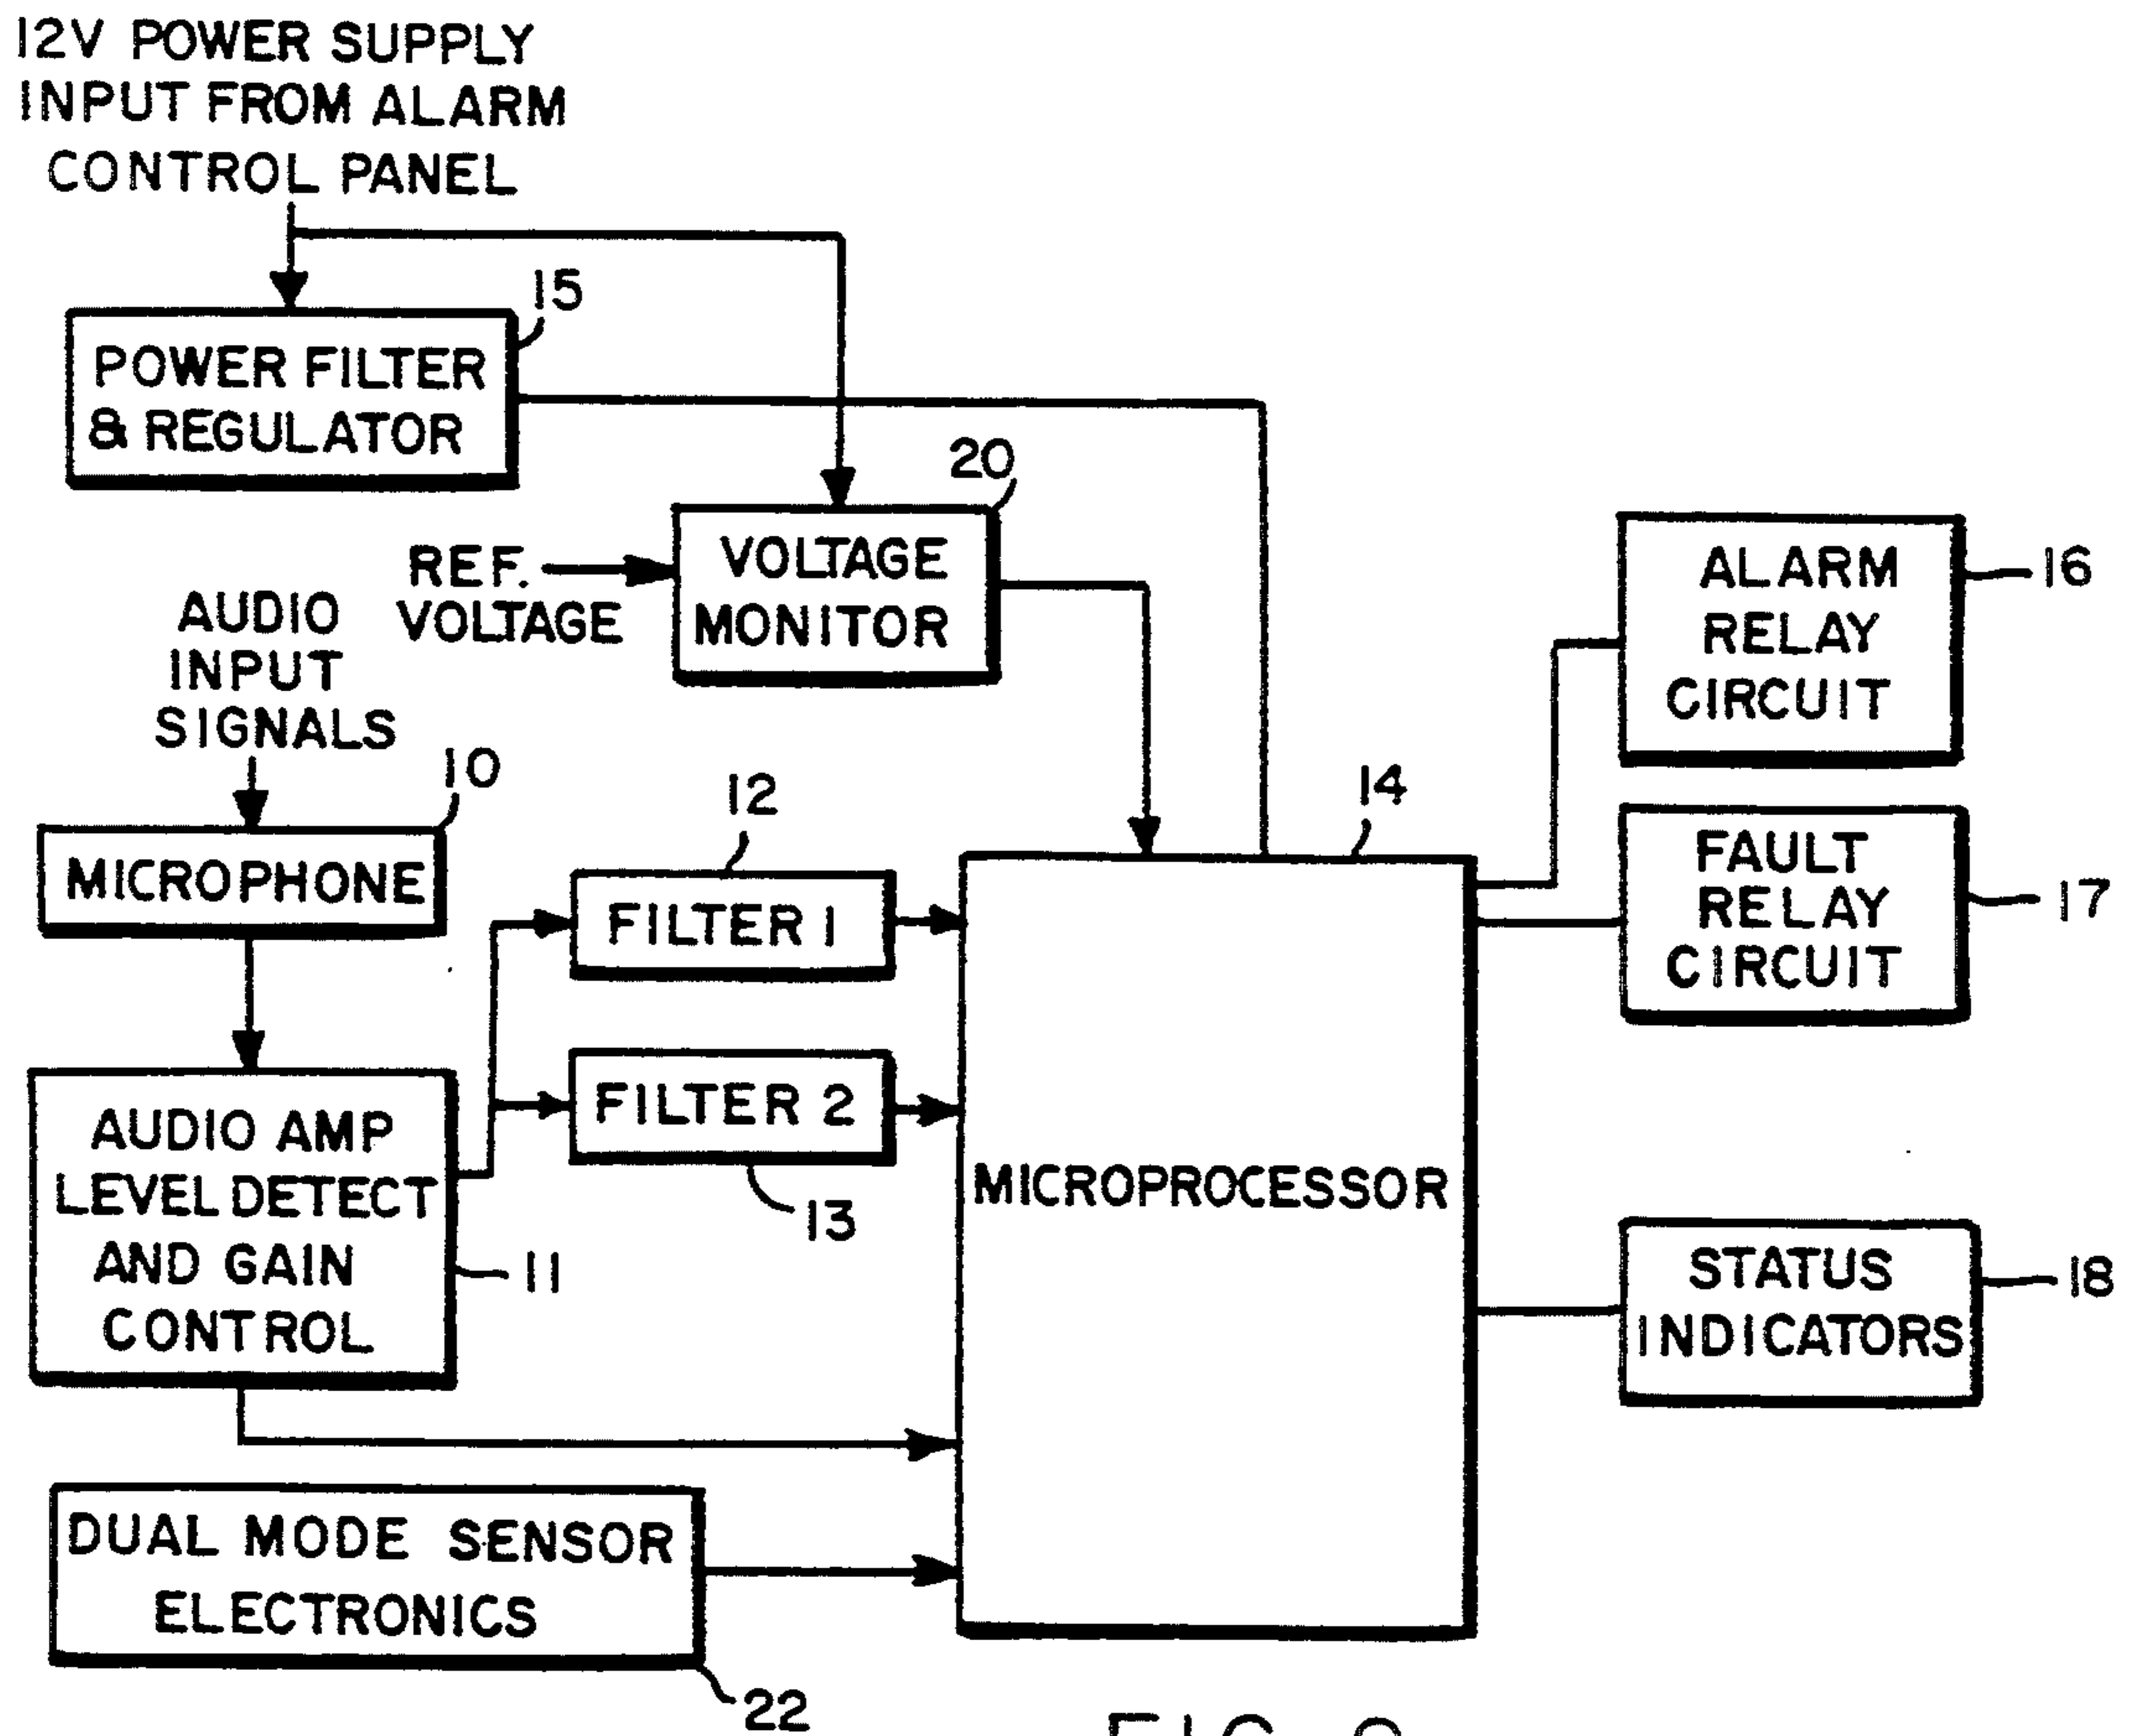 12V POWER SUPPLY
INPUT FROM ALARM
CONTROL PANEL
15
POWER FILTER
& REGULATOR
20
REF.
VOLTAGE
VOLTAGE
MONITOR
ALARM
RELAY
CIRCUIT
16
AUDIO
INPUT
SIGNALS
10
MICROPHONE
12
FILTER 1
14
FAULT
RELAY
CIRCUIT
17
FILTER 2
13
MICROPROCESSOR
AUDIO AMP
LEVEL DETECT
AND GAIN
CONTROL
11
STATUS
INDICATORS
18
DUAL MODE SENSOR
ELECTRONICS
22
FIG.